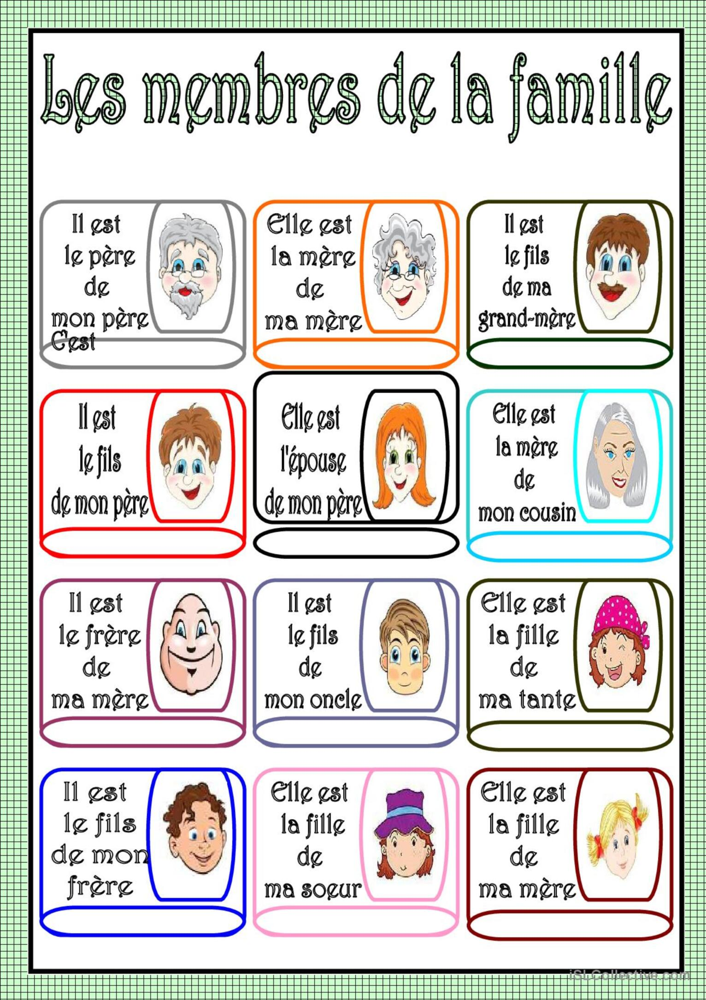 Les membres de la famille
Il est
le père
de
mon père
C'est
Elle est
la mère
de
ma mère
Il est
le fils
de ma
grand-mère
Il est
le fils
de mon père
Elle est
l'épouse
de mon père
Elle est
la mère
de
mon cousin
Il est
le frère
de
ma mère
Il est
le fils
de
mon oncle
Elle est
la fille
de
ma tante
Il est
le fils
de mon
frère
Elle est
la fille
de
ma soeur
Elle est
la fille
de
ma mère
iSLCollective.com